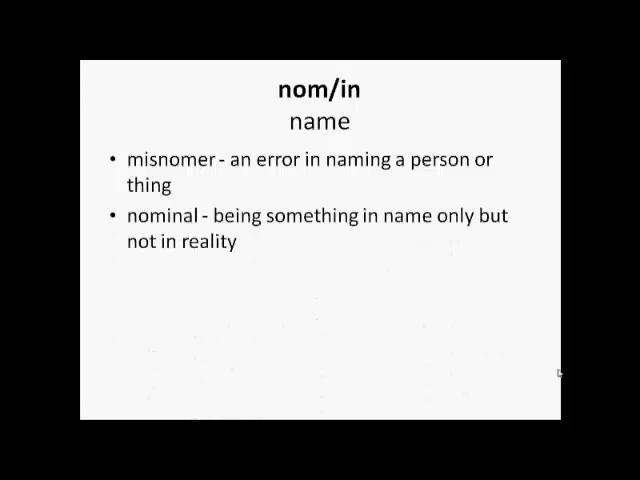 nom/in
name
• misnomer - an error in naming a person or
thing
• nominal - being something in name only but
not in reality